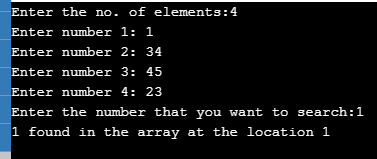 Enter the no. of elements:4
Enter number 1: 1
Enter number 2: 34
Enter number 3: 45
Enter number 4: 23
Enter the number that you want to search:1
1 found in the array at the location 1